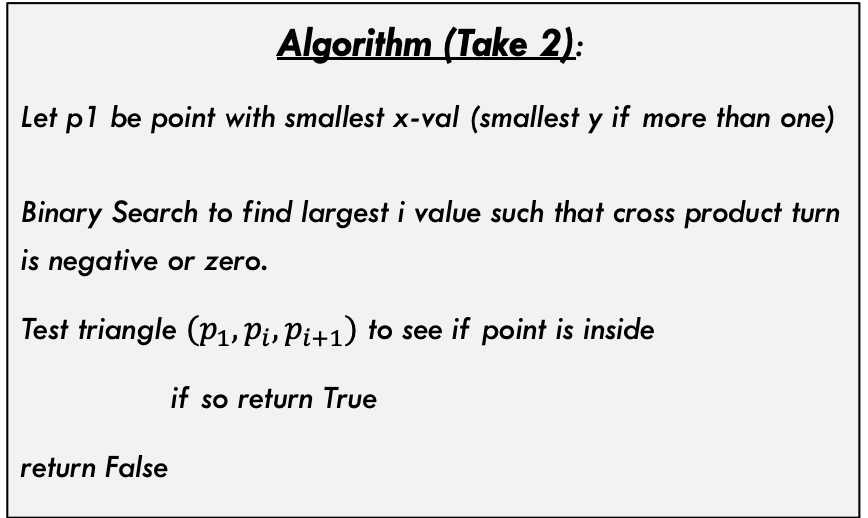 Algorithm (Take 2):
Let p1 be point with smallest x-val (smallest y if more than one)
Binary Search to find largest i value such that cross product turn
is negative or zero.
Test triangle (p₁, pᵢ, pᵢ₊₁) to see if point is inside
if so return True
return False